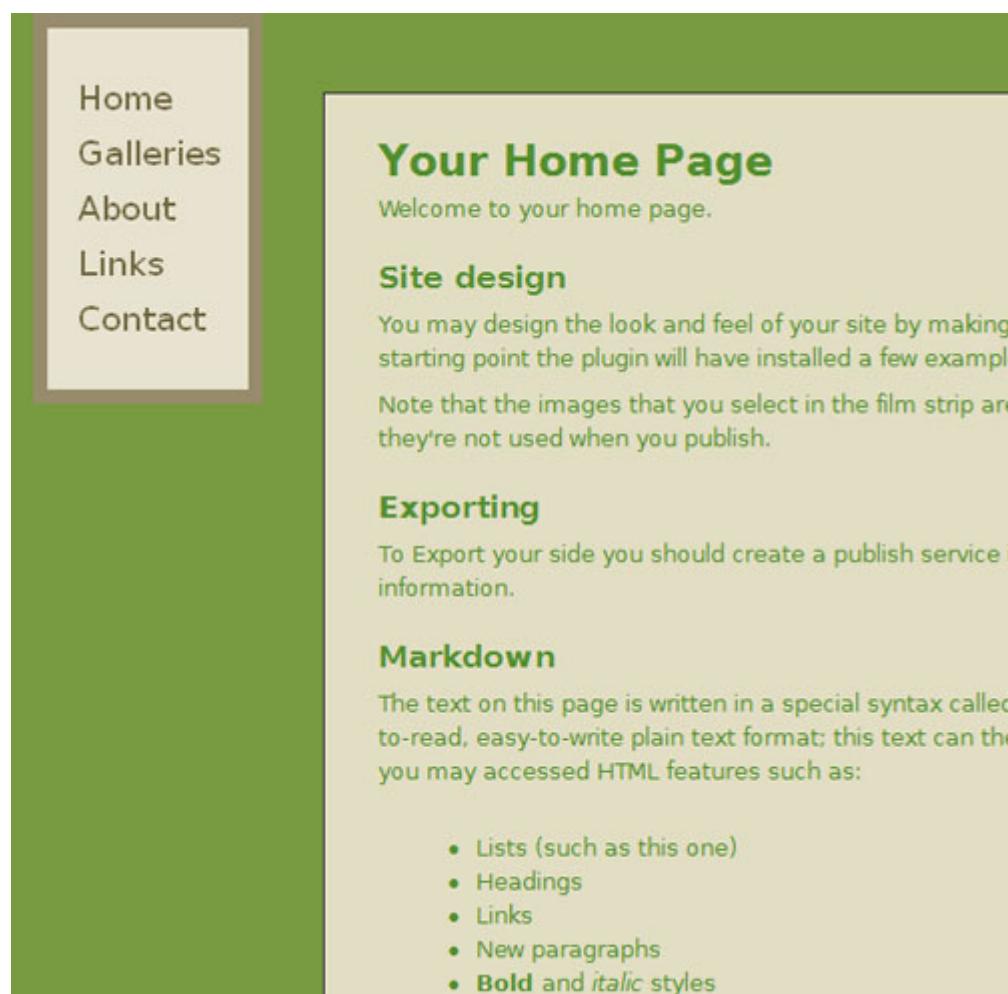 Home
Galleries
About
Links
Contact
Your Home Page
Welcome to your home page.
Site design
You may design the look and feel of your site by making
starting point the plugin will have installed a few
Note that the images that you select in the film strip
they're not used when you publish.
Exporting
To Export your side you should create a publish service
information.
Markdown
The text on this page is written in a special syntax
to-read, easy-to-write plain text format; this text can
you may accessed HTML features such as:
• Lists (such as this one)
• Headings
• Links
• New paragraphs
• Bold and italic styles